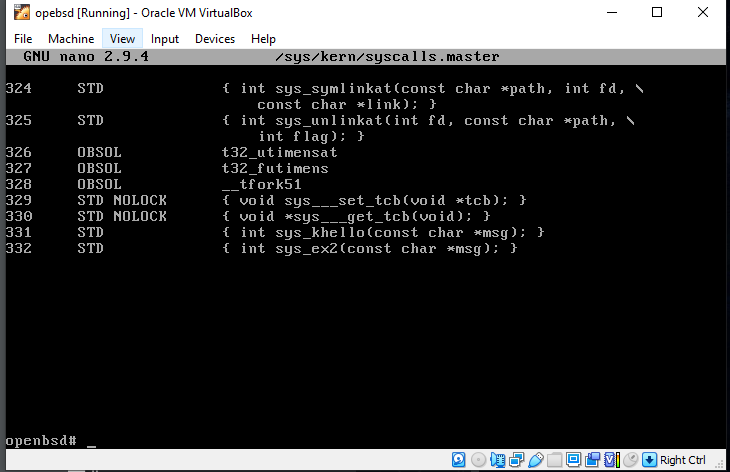 opebsd [Running] - Oracle VM VirtualBox
File Machine View Input Devices Help
GNU nano 2.9.4 /sys/kern/syscalls.master
324 STD { int sys_symlinkat(const char *path, int fd, \
const char *link); }
325 STD { int sys_unlinkat(int fd, const char *path, \
int flag); }
326 OBSOL t32_utimensat
327 OBSOL t32_futimens
328 OBSOL __tfork51
329 STD NOLOCK { void sys___set_tcb(void *tcb); }
330 STD NOLOCK { void *sys___get_tcb(void); }
331 STD { int sys_khello(const char *msg); }
332 STD { int sys_ex2(const char *msg); }
openbsd# _
Right Ctrl